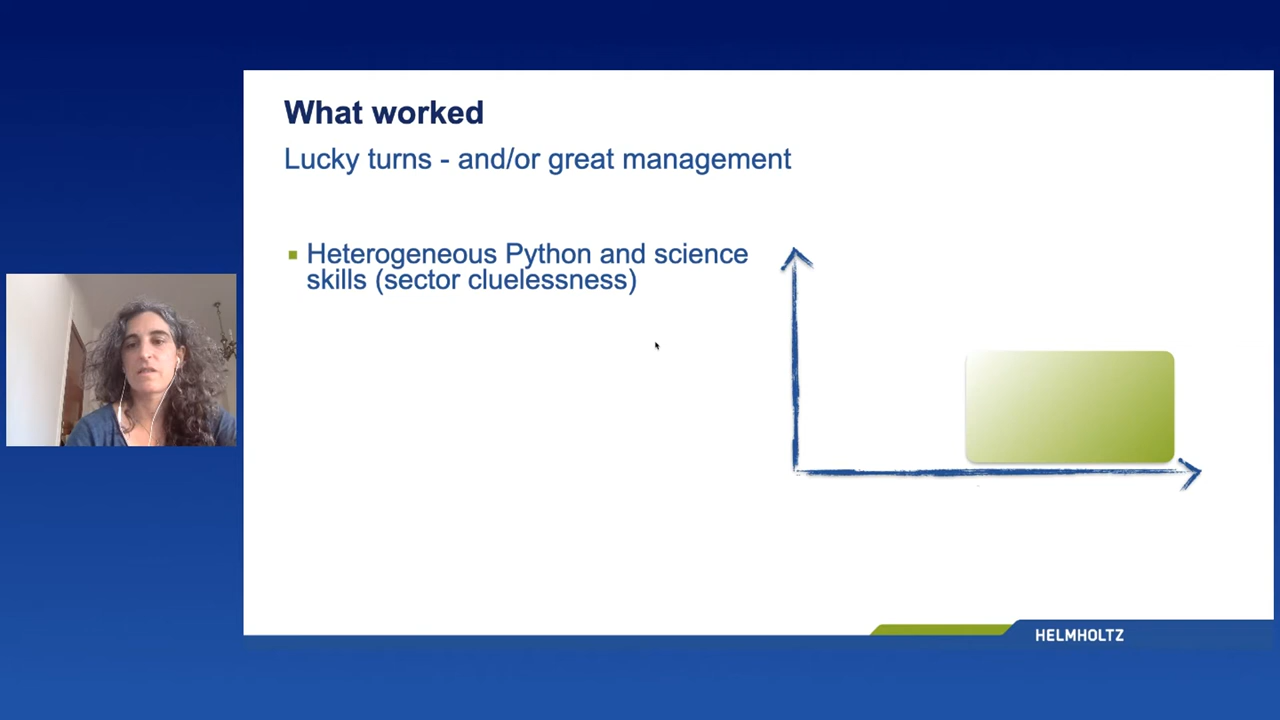 What worked
Lucky turns - and/or great management
Heterogeneous Python and science
skills (sector cluelessness)
HELMHOLTZ